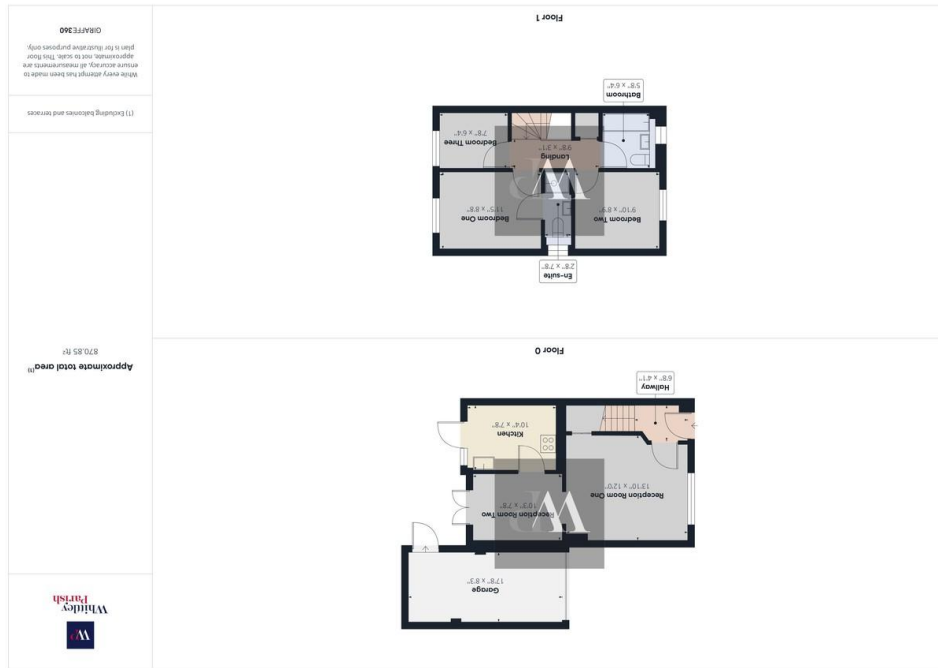 WP
Whittley
Parish
Approximate total area (1)
870.85 ft²
(1) Excluding balconies and terraces
While every attempt has been made to
ensure accuracy, all measurements are
approximate, not to scale. This floor
plan is for illustrative purposes only.
GIRAFFE360
Garage
17'8" x 8'3"
Reception Room One
13'10" x 12'0"
Reception Room Two
10'3" x 7'6"
Kitchen
10'4" x 7'8"
Hallway
6'8" x 4'1"
Floor 0
En-suite
2'8" x 7'8"
Bedroom Two
9'10" x 8'9"
Bedroom One
11'5" x 8'8"
Landing
9'8" x 3'1"
Bedroom Three
7'8" x 6'4"
Bathroom
5'8" x 6'4"
Floor 1